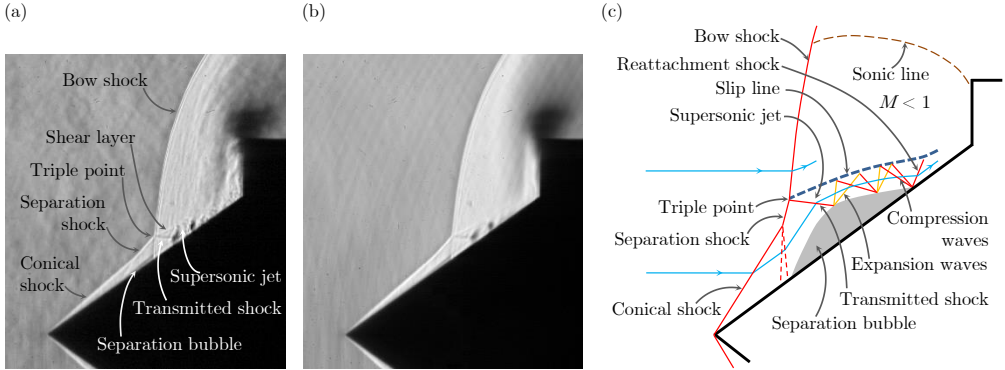 (a)
Bow shock
Shear layer
Triple point
Separation
shock
Conical
shock
Supersonic jet
Transmitted shock
Separation bubble
(b)
(c)
Bow shock
Reattachment shock
Slip line
Supersonic jet
Sonic line
M < 1
Triple point
Separation shock
Conical shock
Compression
waves
Expansion waves
Transmitted shock
Separation bubble